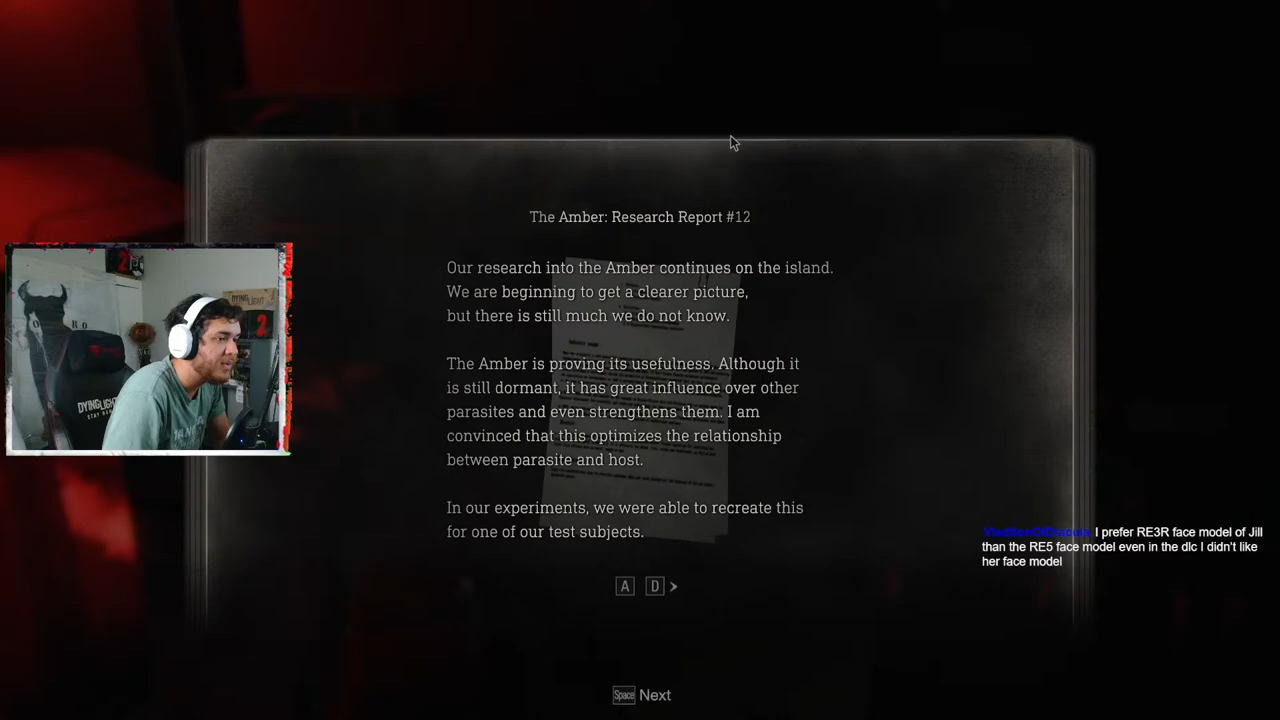 The Amber: Research Report #12
Our research into the Amber continues on the island.
We are beginning to get a clearer picture,
but there is still much we do not know.
The Amber is proving its usefulness. Although it
is still dormant, it has great influence over other
parasites and even strengthens them. I am
convinced that this optimizes the relationship
between parasite and host.
In our experiments, we were able to recreate this
for one of our test subjects.
A D >
Space Next
DYING LIGHT
2
DYING LIGHT
I prefer RE3R face model of Jill
than the RE5 face model even in the dlc I didn't like
her face model